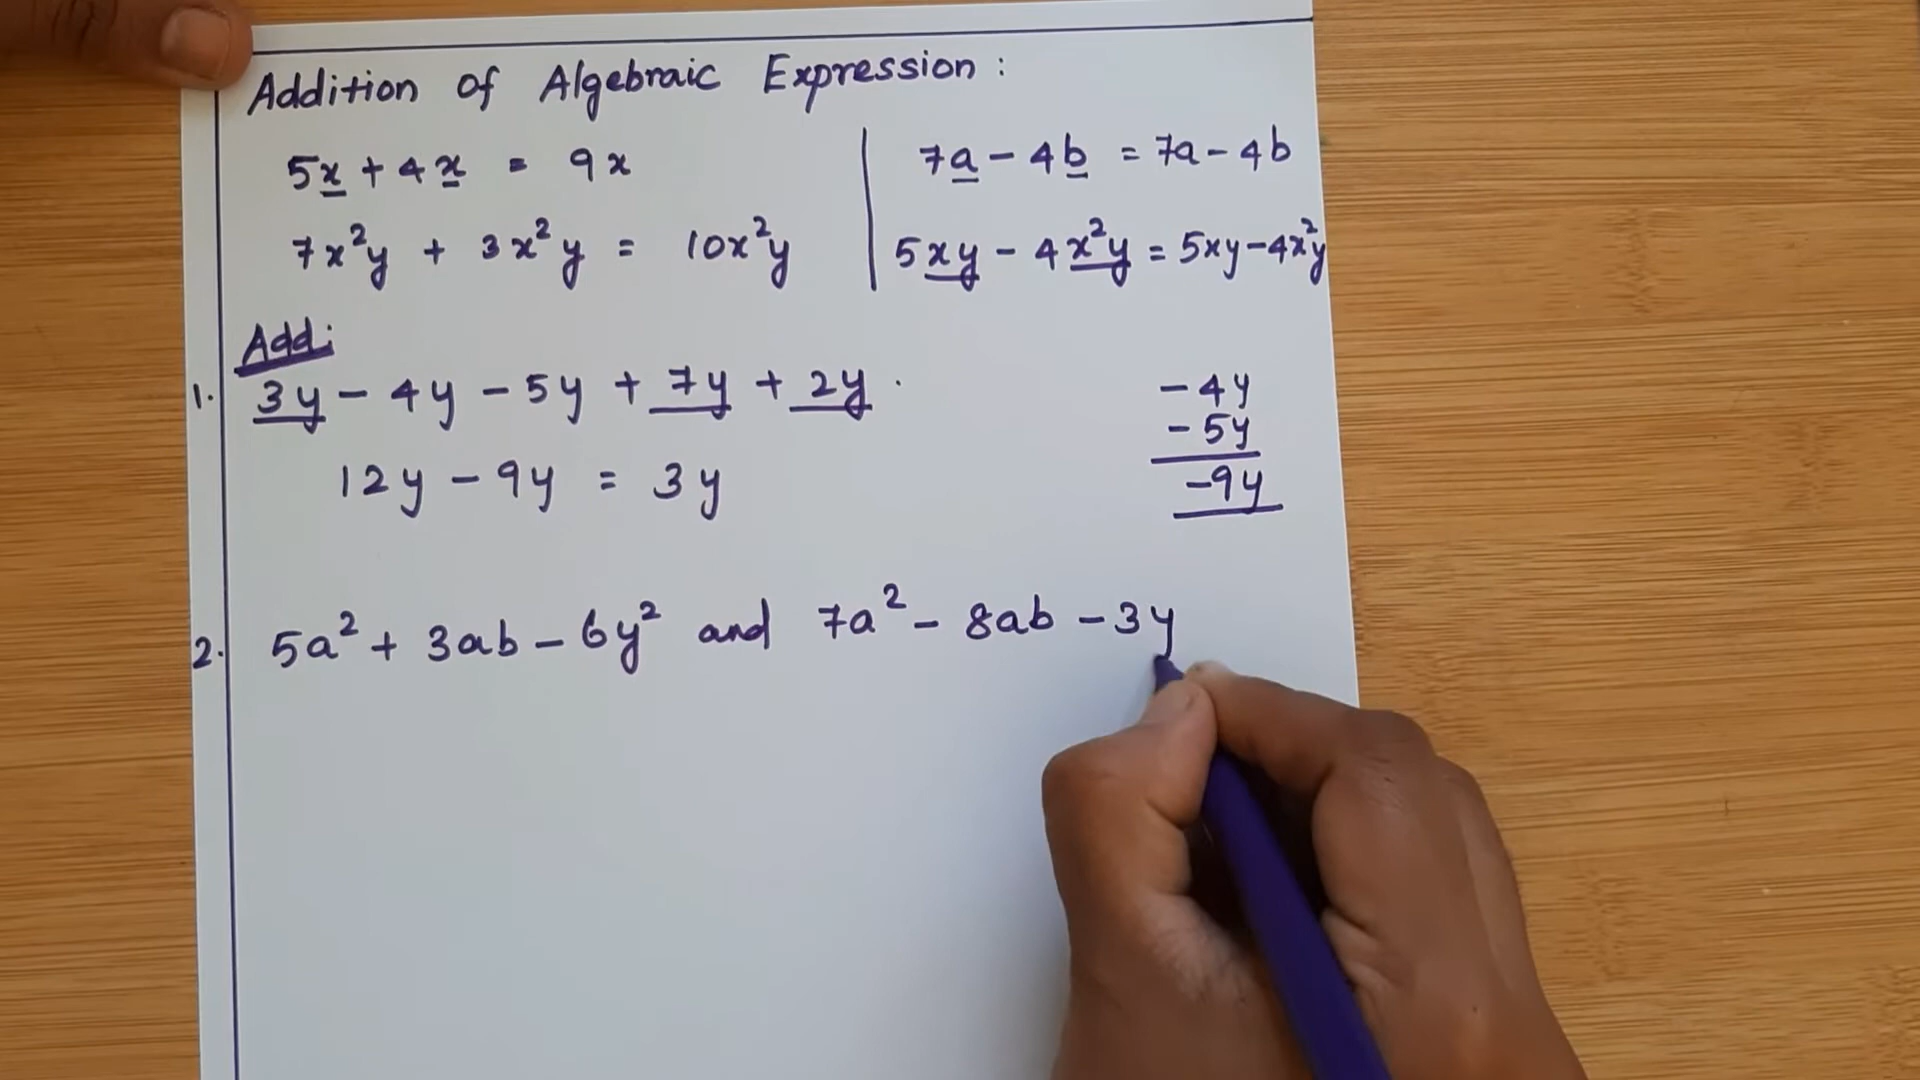 Addition of Algebraic Expression :
5x + 4x = 9x
7x²y + 3x²y = 10x²y
7a - 4b = 7a - 4b
5xy - 4x²y = 5xy - 4x²y
Add:
1. 3y - 4y - 5y + 7y + 2y .
12y - 9y = 3y
- 4y
- 5y
-9y
2. 5a² + 3ab - 6y² and 7a² - 8ab - 3y